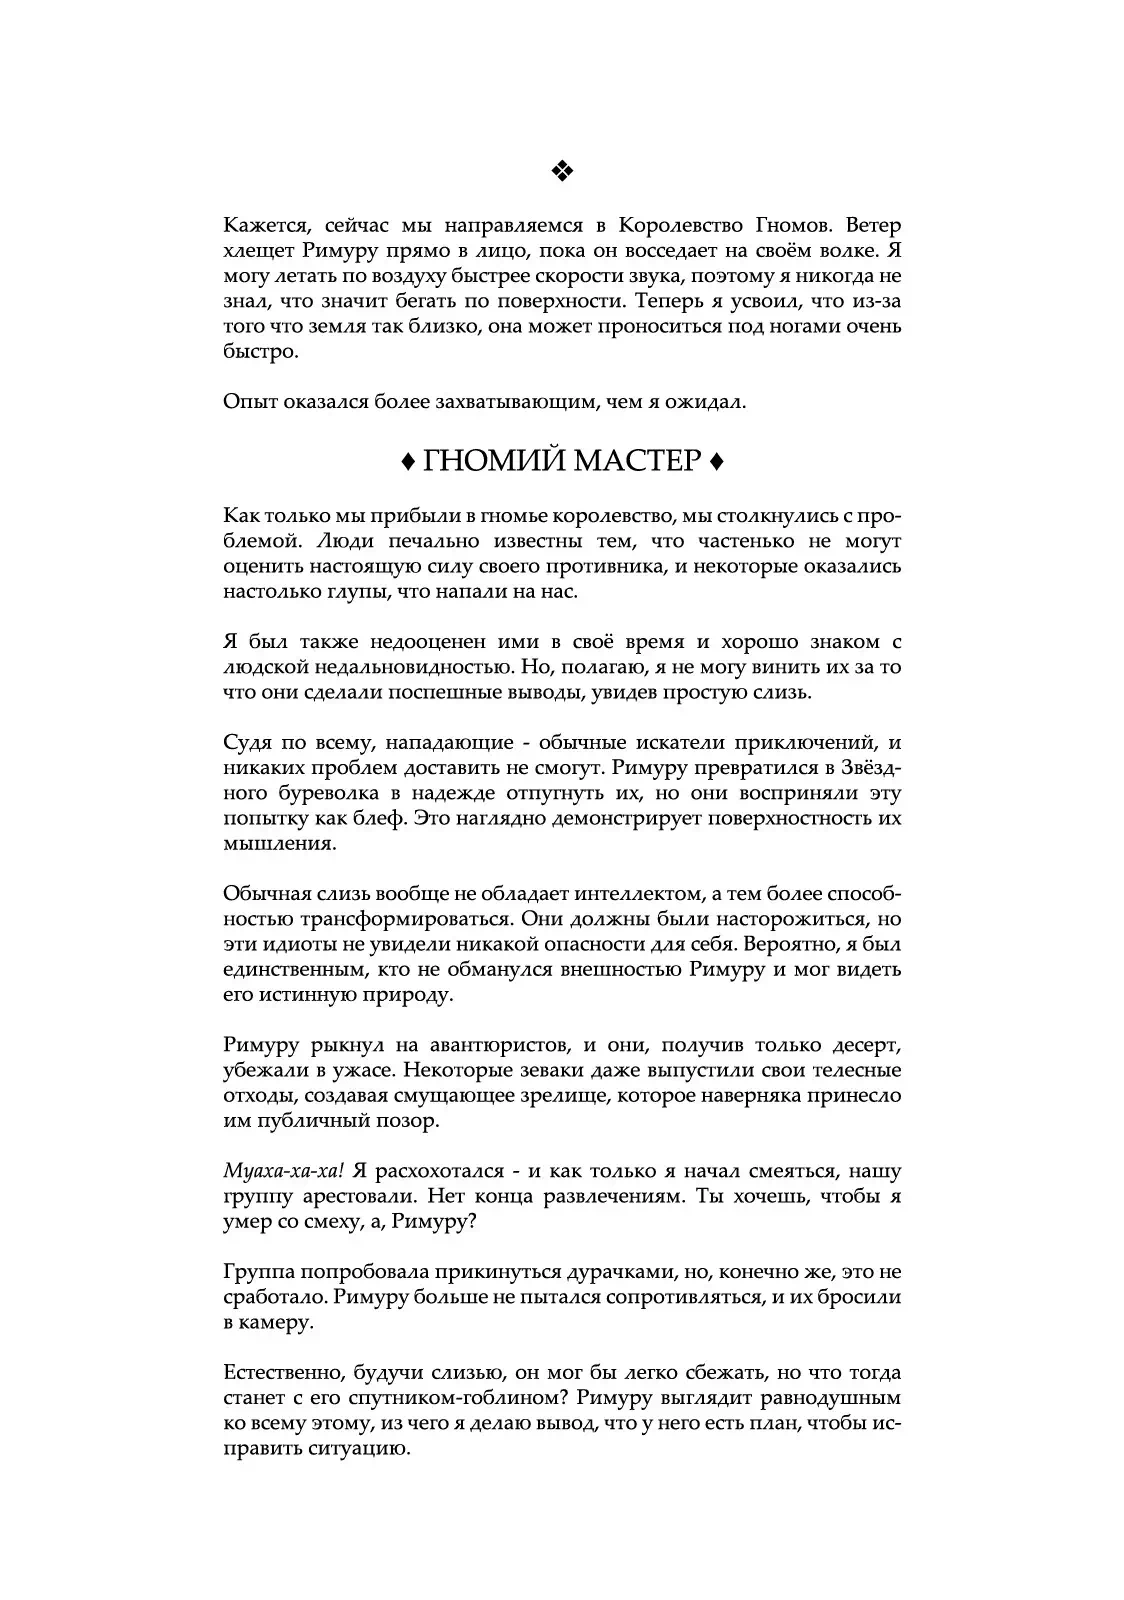 ❖
Кажется, сейчас мы направляемся в Королевство Гномов. Ветер
хлещет Римуру прямо в лицо, пока он восседает на своём волке. Я
могу летать по воздуху быстрее скорости звука, поэтому я никогда не
знал, что значит бегать по поверхности. Теперь я усвоил, что из-за
того что земля так близко, она может проноситься под ногами очень
быстро.
Опыт оказался более захватывающим, чем я ожидал.
♦ ГНОМИЙ МАСТЕР ♦
Как только мы прибыли в гномье королевство, мы столкнулись с про-
блемой. Люди печально известны тем, что частенько не могут
оценить настоящую силу своего противника, и некоторые оказались
настолько глупы, что напали на нас.
Я был также недооценен ими в своё время и хорошо знаком с
людской недальновидностью. Но, полагаю, я не могу винить их за то
что они сделали поспешные выводы, увидев простую слизь.
Судя по всему, нападающие - обычные искатели приключений, и
никаких проблем доставить не смогут. Римуру превратился в Звёзд-
ного буреволка в надежде отпугнуть их, но они восприняли эту
попытку как блеф. Это наглядно демонстрирует поверхностность их
мышления.
Обычная слизь вообще не обладает интеллектом, а тем более способ-
ностью трансформироваться. Они должны были насторожиться, но
эти идиоты не увидели никакой опасности для себя. Вероятно, я был
единственным, кто не обманулся внешностью Римуру и мог видеть
его истинную природу.
Римуру рыкнул на авантюристов, и они, получив только десерт,
убежали в ужасе. Некоторые зеваки даже выпустили свои телесные
отходы, создавая смущающее зрелище, которое наверняка принесло
им публичный позор.
Муаха-ха-ха! Я расхохотался - и как только я начал смеяться, нашу
группу арестовали. Нет конца развлечениям. Ты хочешь, чтобы я
умер со смеху, а, Римуру?
Группа попробовала прикинуться дурачками, но, конечно же, это не
сработало. Римуру больше не пытался сопротивляться, и их бросили
в камеру.
Естественно, будучи слизью, он мог бы легко сбежать, но что тогда
станет с его спутником-гоблином? Римуру выглядит равнодушным
ко всему этому, из чего я делаю вывод, что у него есть план, чтобы ис-
править ситуацию.